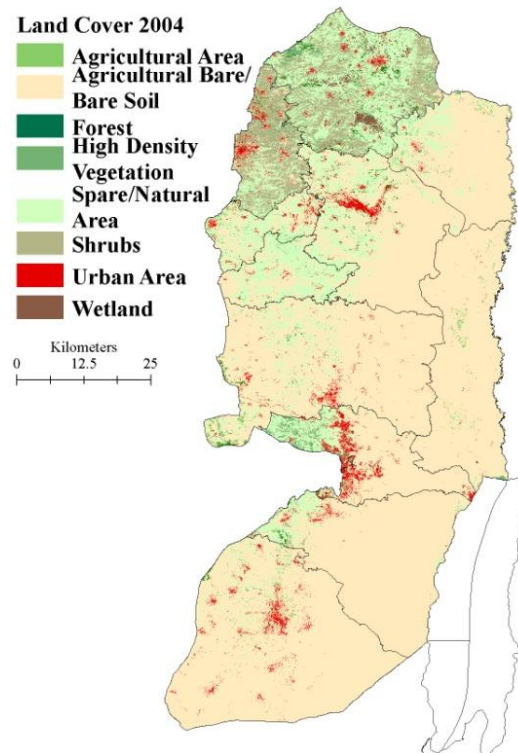 Land Cover 2004
Agricultural Area
Agricultural Bare/
Bare Soil
Forest
High Density
Vegetation
Spare/Natural
Area
Shrubs
Urban Area
Wetland
Kilometers
0 12.5 25